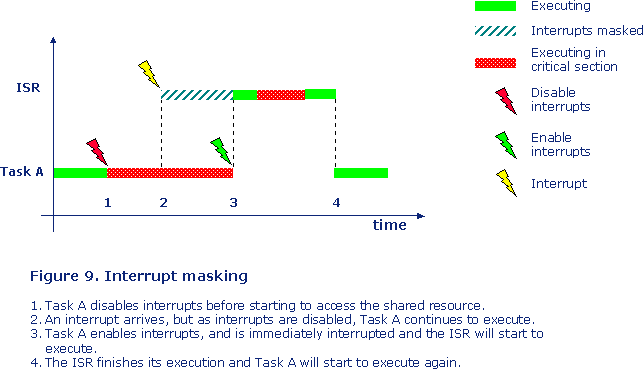 Executing
Interrupts masked
Executing in
critical section
Disable
interrupts
Enable
interrupts
Interrupt
ISR
Task A
1 2 3 4
time
Figure 9. Interrupt masking
1. Task A disables interrupts before starting to access the shared resource.
2. An interrupt arrives, but as interrupts are disabled, Task A continues to execute.
3. Task A enables interrupts, and is immediately interrupted and the ISR will start to
execute.
4. The ISR finishes its execution and Task A will start to execute again.